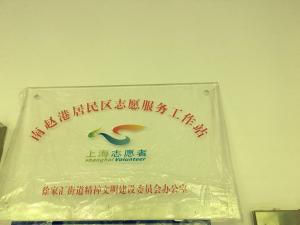 南赵港居民区志愿服务工作站
上海志愿者
Shanghai Volunteer
徐家汇街道精神文明建设委员会办公室